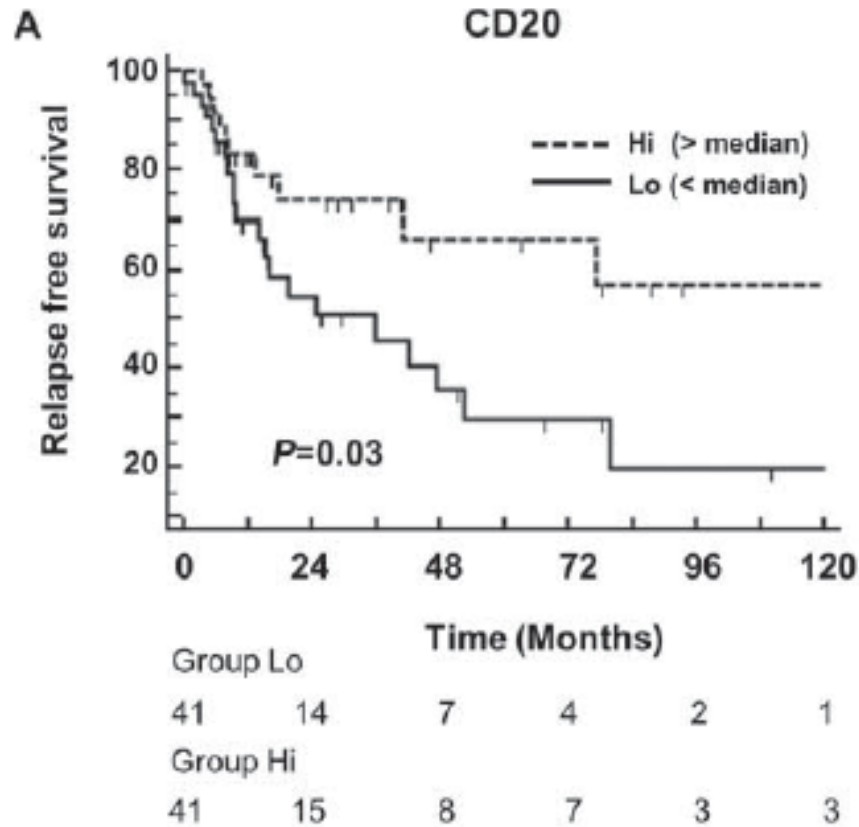 A
CD20
Relapse free survival
100
80
60
40
20
Hi (> median)
Lo (< median)
P=0.03
0 24 48 72 96 120
Time (Months)
Group Lo
41 14 7 4 2 1
Group Hi
41 15 8 7 3 3